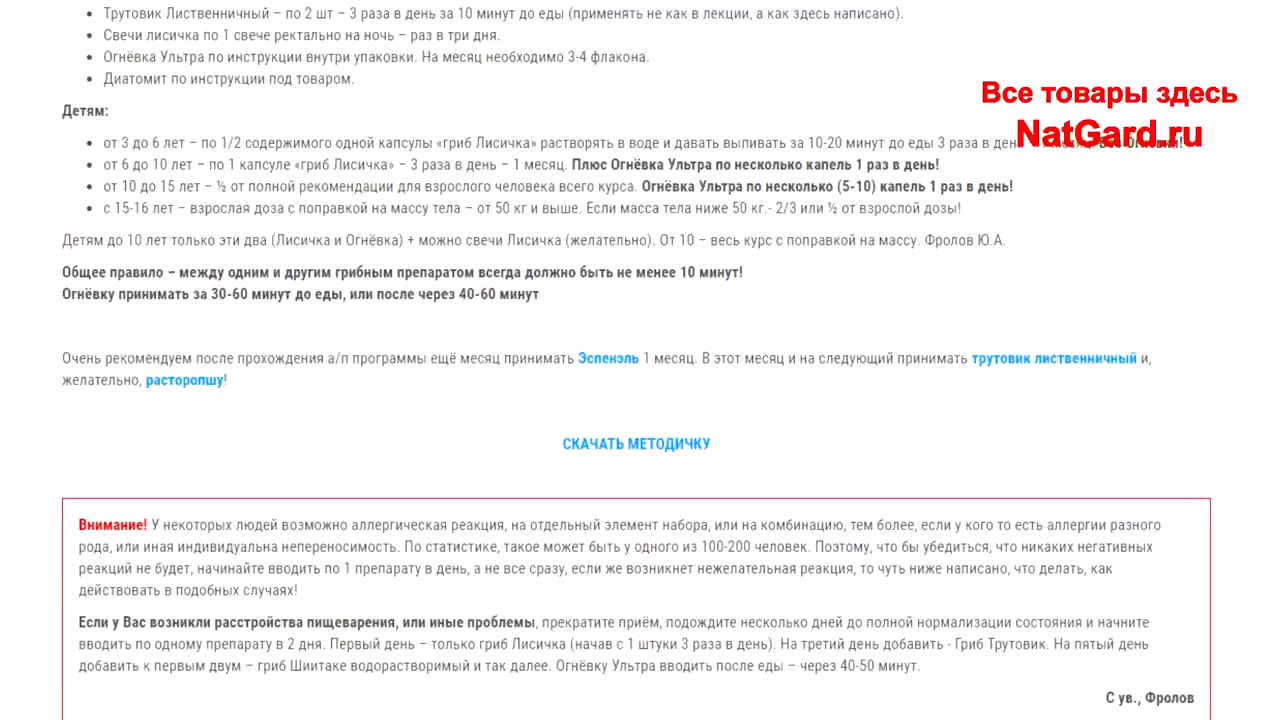 Трутовик Лиственничный – по 2 шт – 3 раза в день за 10 минут до еды (применять не как в лекции, а как здесь написано).
Свечи лисичка по 1 свече ректально на ночь – раз в три дня.
Огнёвка Ультра по инструкции внутри упаковки. На месяц необходимо 3-4 флакона.
Диатомит по инструкции под товаром.
Все товары здесь
NatGard.ru
Детям:
от 3 до 6 лет – по 1/2 содержимого одной капсулы «гриб Лисичка» растворять в воде и давать выпивать за 10-20 минут до еды 3 раза в
от 6 до 10 лет – по 1 капсуле «гриб Лисичка» – 3 раза в день – 1 месяц. Плюс Огнёвка Ультра по несколько капель 1 раз в день!
от 10 до 15 лет – ½ от полной рекомендации для взрослого человека всего курса. Огнёвка Ультра по несколько (5-10) капель 1 раз в день!
с 15-16 лет – взрослая доза с поправкой на массу тела – от 50 кг и выше. Если масса тела ниже 50 кг.- 2/3 или ½ от взрослой дозы!
Детям до 10 лет только эти два (Лисичка и Огнёвка) + можно свечи Лисичка (желательно). От 10 – весь курс с поправкой на массу. Фролов Ю.А.
Общее правило – между одним и другим грибным препаратом всегда должно быть не менее 10 минут!
Огнёвку принимать за 30-60 минут до еды, или после через 40-60 минут
Очень рекомендуем после прохождения а/п программы ещё месяц принимать Эспенэль 1 месяц. В этот месяц и на следующий принимать трутовик лиственничный и,
желательно, расторопшу!
СКАЧАТЬ МЕТОДИЧКУ
Внимание! У некоторых людей возможно аллергическая реакция, на отдельный элемент набора, или на комбинацию, тем более, если у кого то есть аллергии разного
рода, или иная индивидуальна непереносимость. По статистике, такое может быть у одного из 100-200 человек. Поэтому, что бы убедиться, что никаких негативных
реакций не будет, начинайте вводить по 1 препарату в день, а не все сразу, если же возникнет нежелательная реакция, то чуть ниже написано, что делать, как
действовать в подобных случаях!
Если у Вас возникли расстройства пищеварения, или иные проблемы, прекратите приём, подождите несколько дней до полной нормализации состояния и начните
вводить по одному препарату в 2 дня. Первый день – только гриб Лисичка (начав с 1 штуки 3 раза в день). На третий день добавить - Гриб Трутовик. На пятый день
добавить к первым двум – гриб Шиитаке водорастворимый и так далее. Огнёвку Ультра вводить после еды – через 40-50 минут.
С ув., Фролов